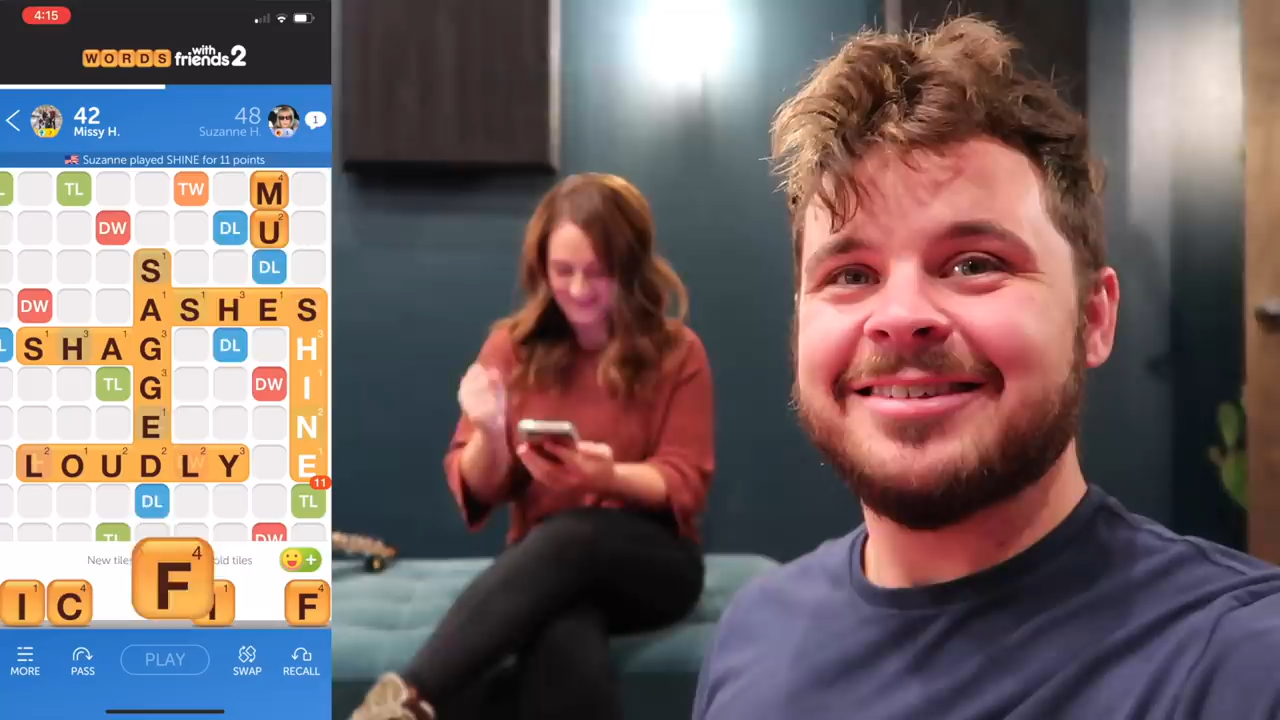 4:15
WORDS with friends 2
42 48
Missy H. Suzanne H. 1
Suzanne played SHINE for 11 points
TL TW M
DW DL U
S DL
DW A S H E S
S H A G DL H
TL G DW I
E N
L O U D L Y E
11
DL TL
TL DW
New tiles old tiles
I C F I F
MORE PASS PLAY SWAP RECALL